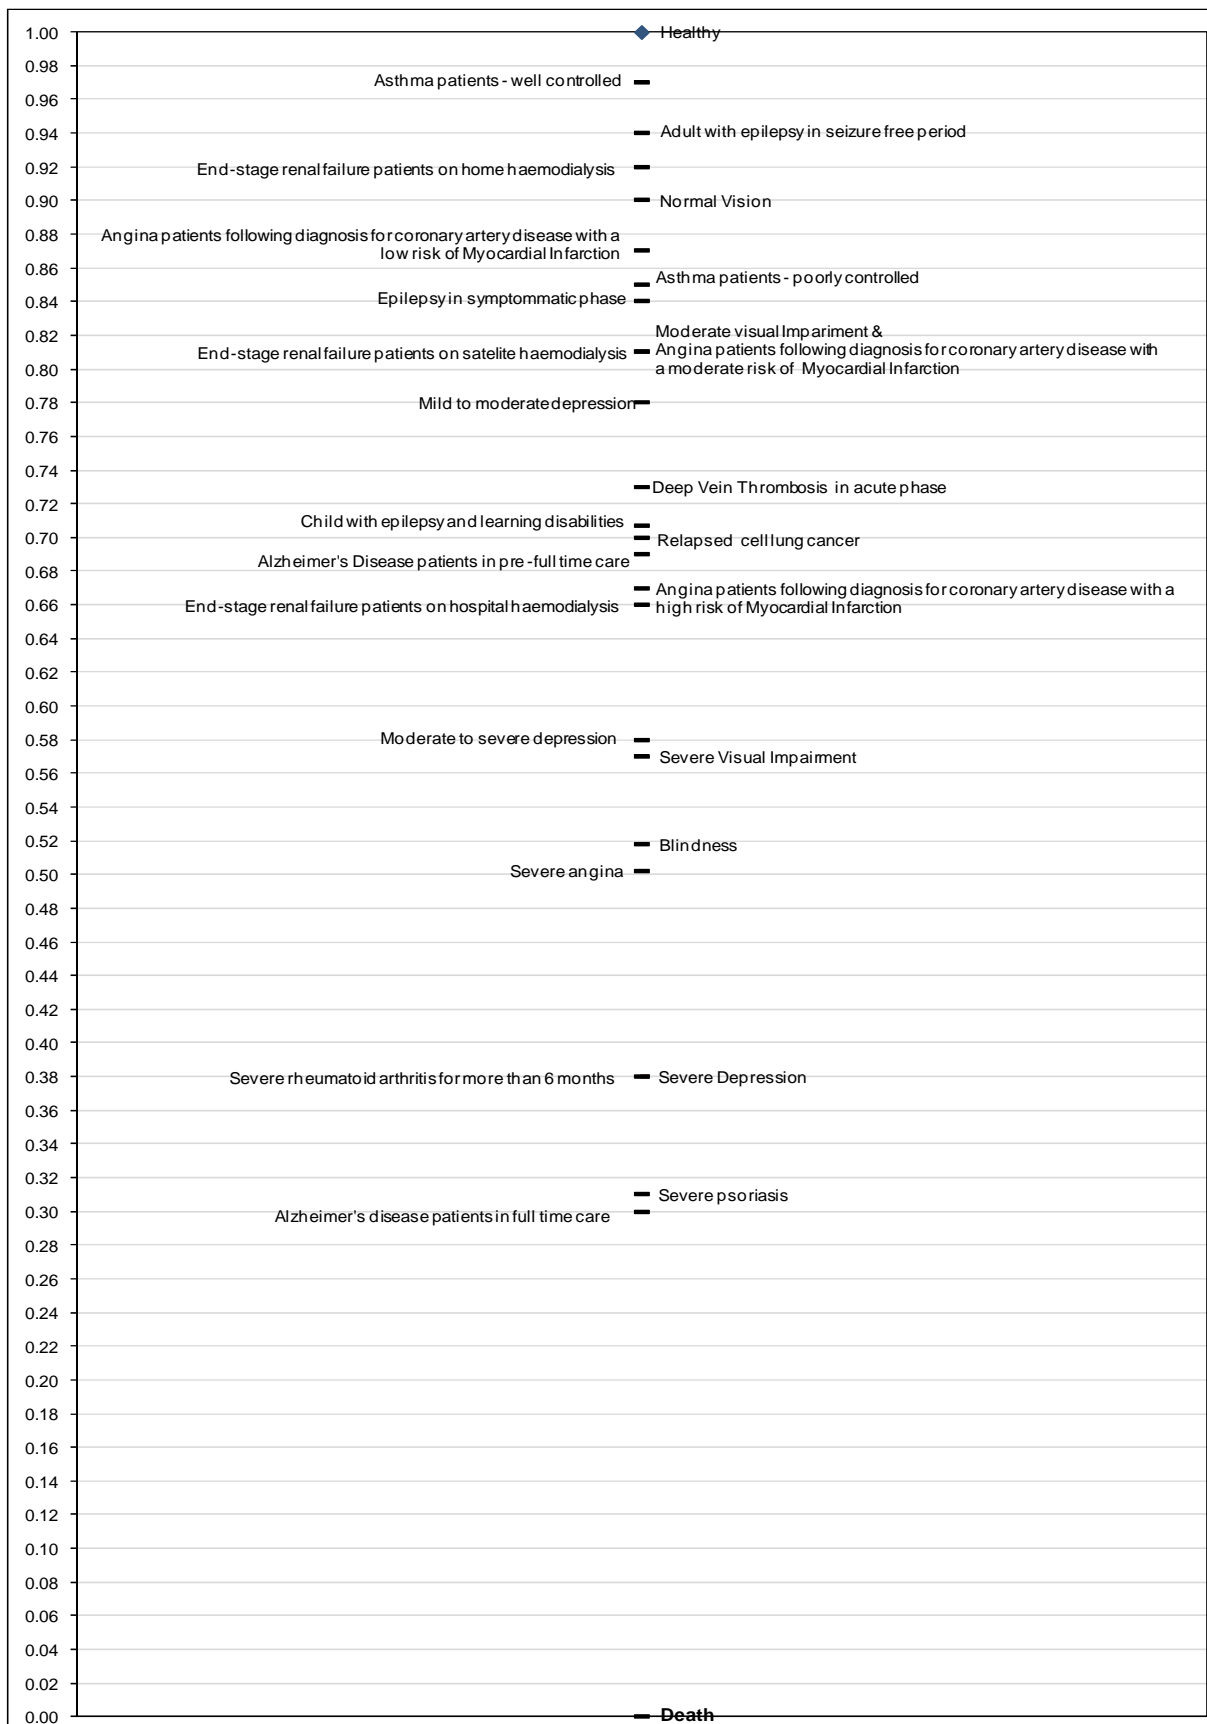 1.00
Healthy
0.98
Asthma patients - well controlled
0.96
0.94
Adult with epilepsy in seizure free period
0.92
End-stage renal failure patients on home haemodialysis
0.90
Normal Vision
0.88
Angina patients following diagnosis for coronary artery disease with a
low risk of Myocardial Infarction
0.86
Asthma patients - poorly controlled
0.84
Epilepsy in symptommatic phase
0.82
Moderate visual Impariment &
End-stage renal failure patients on satelite haemodialysis
Angina patients following diagnosis for coronary artery disease with
a moderate risk of Myocardial Infarction
0.80
0.78
Mild to moderate depression
0.76
0.74
Deep Vein Thrombosis in acute phase
0.72
Child with epilepsy and learning disabilities
0.70
Relapsed cell lung cancer
Alzheimer's Disease patients in pre-full time care
0.68
Angina patients following diagnosis for coronary artery disease with a
high risk of Myocardial Infarction
0.66
End-stage renal failure patients on hospital haemodialysis
0.64
0.62
0.60
0.58
Moderate to severe depression
Severe Visual Impairment
0.56
0.54
0.52
Blindness
0.50
Severe angina
0.48
0.46
0.44
0.42
0.40
0.38
Severe rheumatoid arthritis for more than 6 months
Severe Depression
0.36
0.34
0.32
Severe psoriasis
0.30
Alzheimer's disease patients in full time care
0.28
0.26
0.24
0.22
0.20
0.18
0.16
0.14
0.12
0.10
0.08
0.06
0.04
0.02
0.00
Death